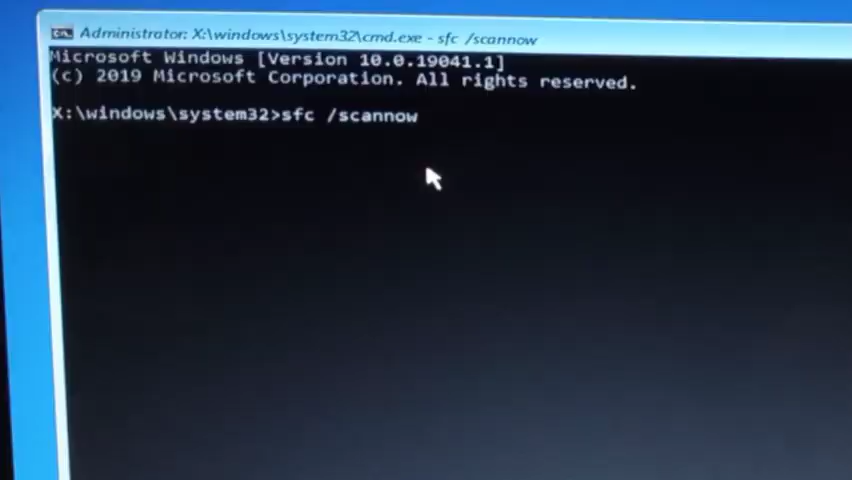 Administrator: X:\windows\system32\cmd.exe - sfc /scannow
Microsoft Windows [Version 10.0.19041.1]
(c) 2019 Microsoft Corporation. All rights reserved.
X:\windows\system32>sfc /scannow